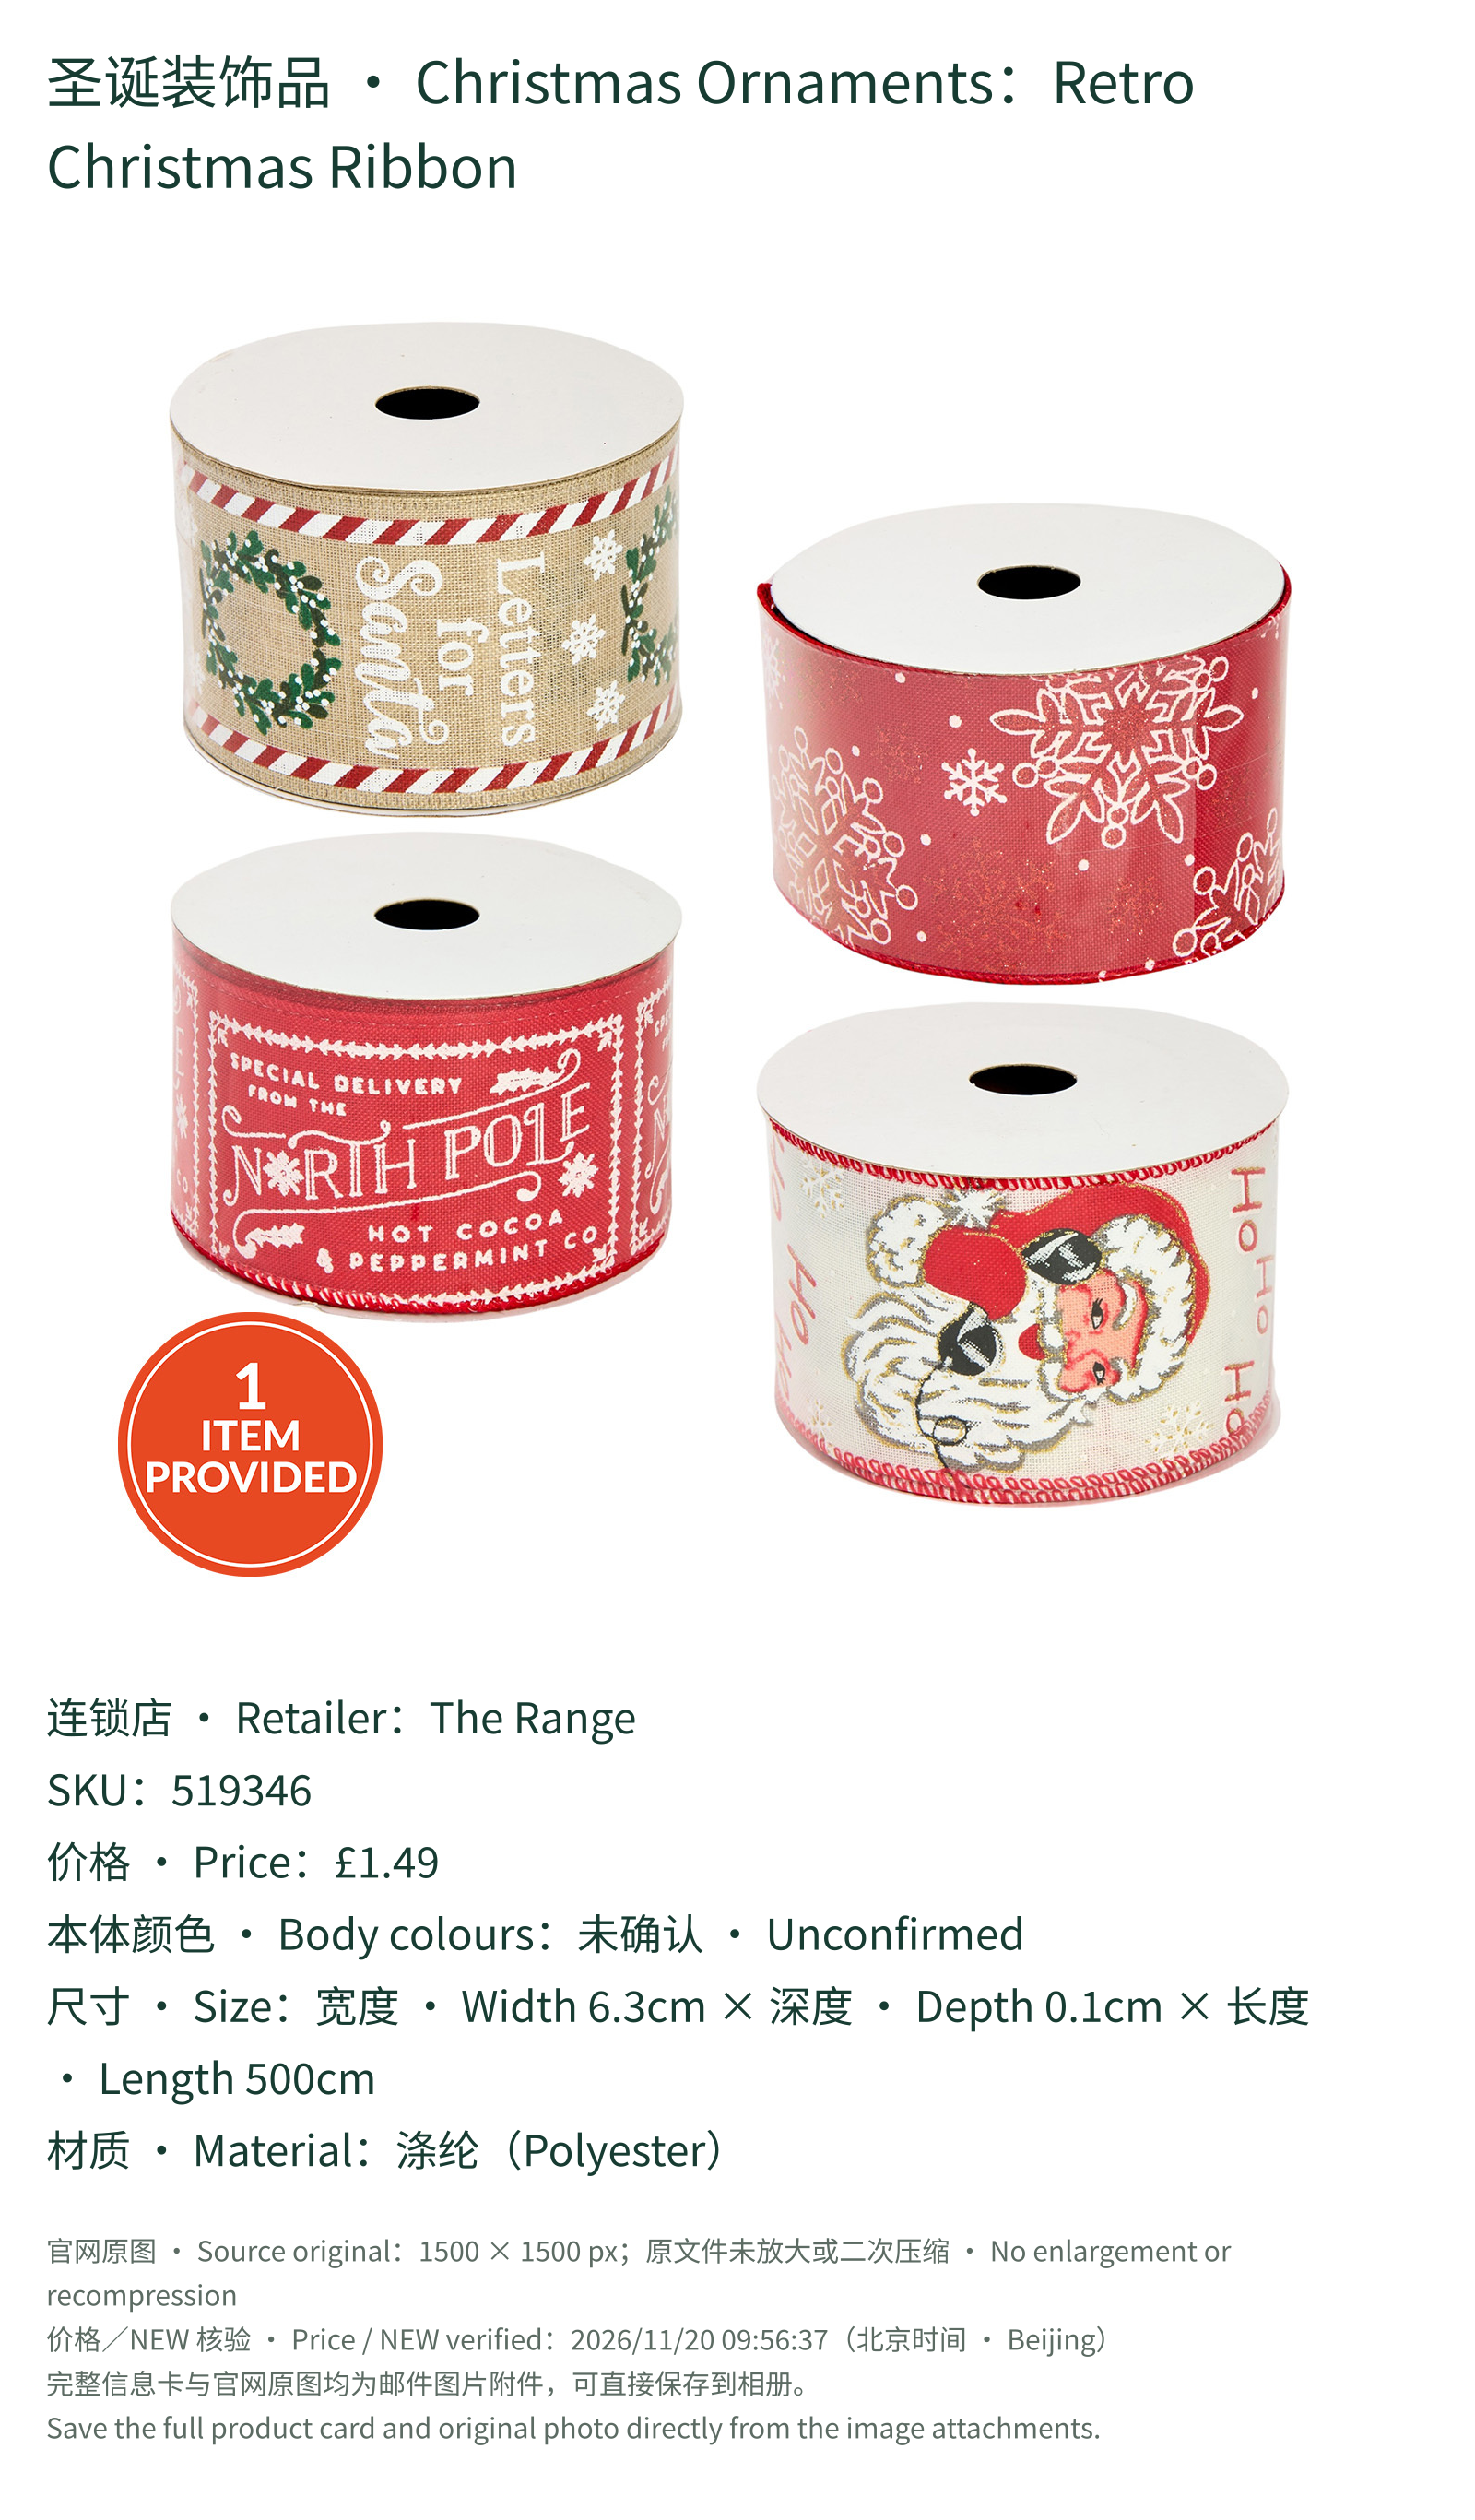 圣诞装饰品 · Christmas Ornaments：Retro
Christmas Ribbon
Letters
for
Santa
SPECIAL DELIVERY
FROM THE
NORTH POLE
HOT COCOA
& PEPPERMINT CO
Ho Ho
HoHo Ho
1
ITEM
PROVIDED
连锁店 · Retailer：The Range
SKU：519346
价格 · Price：£1.49
本体颜色 · Body colours：未确认 · Unconfirmed
尺寸 · Size：宽度 · Width 6.3cm × 深度 · Depth 0.1cm × 长度
· Length 500cm
材质 · Material：涤纶（Polyester）
官网原图 · Source original：1500 × 1500 px；原文件未放大或二次压缩 · No enlargement or
recompression
价格／NEW 核验 · Price / NEW verified：2026/11/20 09:56:37（北京时间 · Beijing）
完整信息卡与官网原图均为邮件图片附件，可直接保存到相册。
Save the full product card and original photo directly from the image attachments.